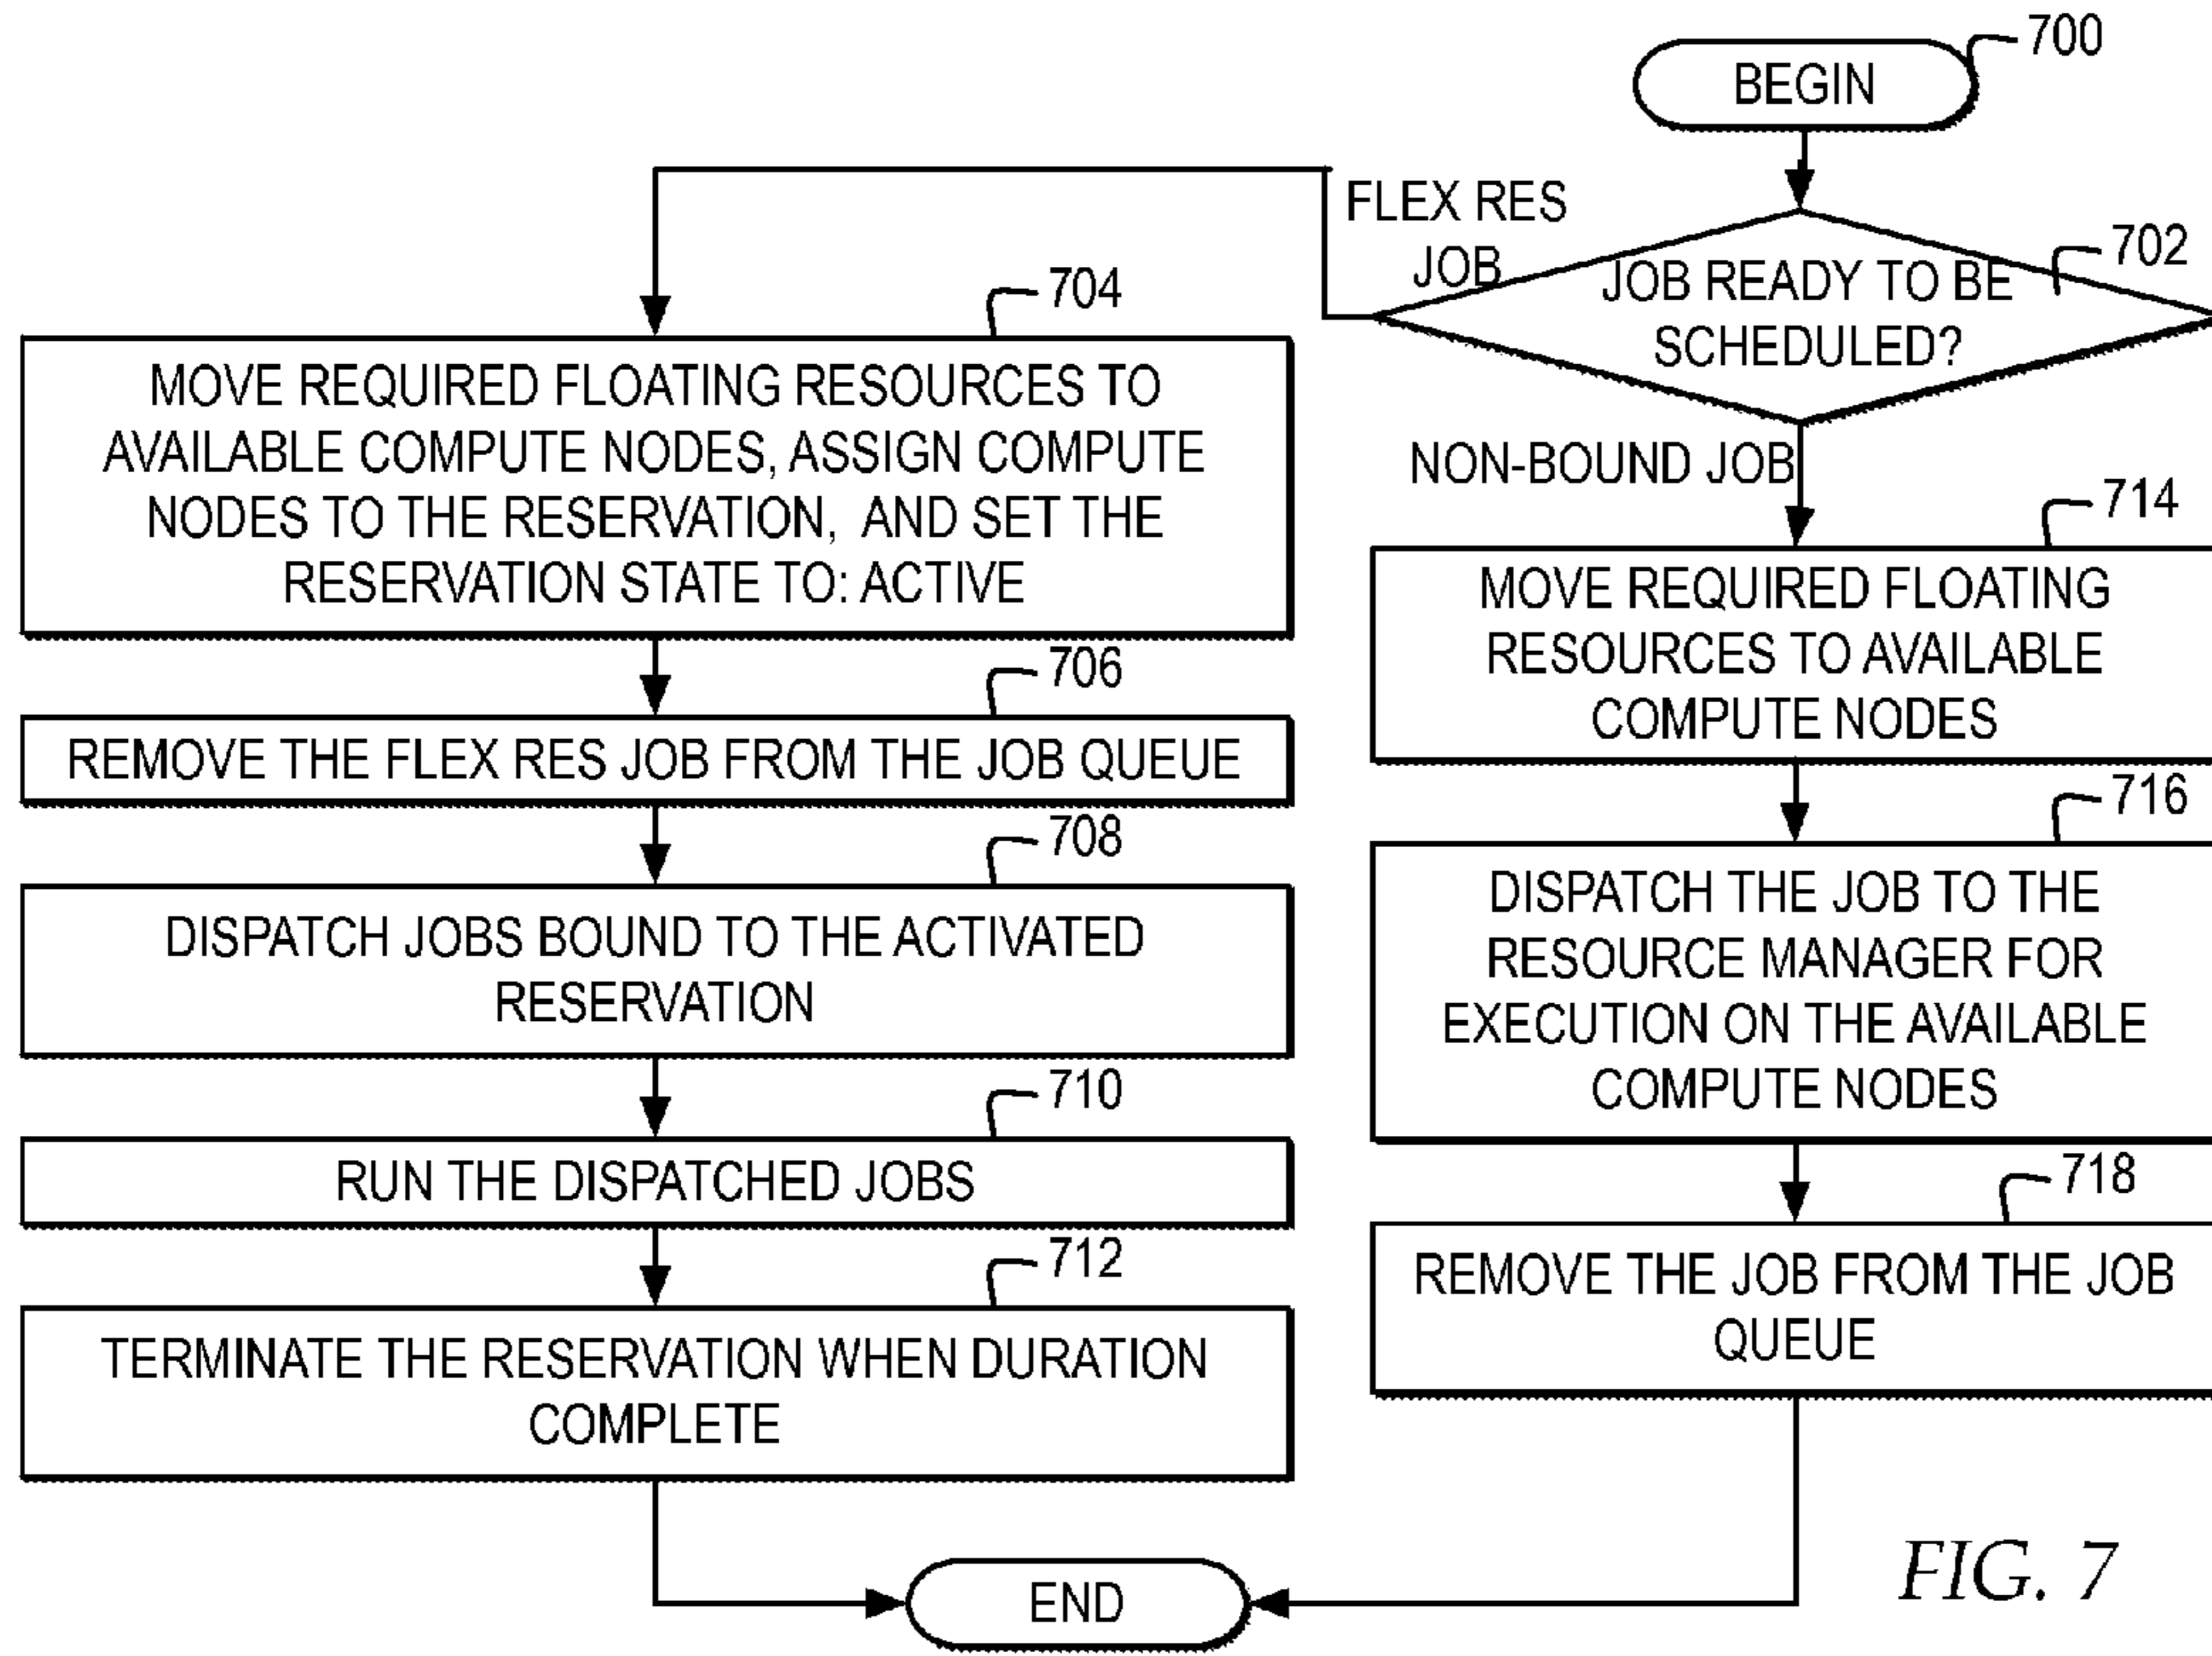 700
BEGIN
FLEX RES
JOB
702
JOB READY TO BE
SCHEDULED?
704
MOVE REQUIRED FLOATING RESOURCES TO
AVAILABLE COMPUTE NODES, ASSIGN COMPUTE
NODES TO THE RESERVATION, AND SET THE
RESERVATION STATE TO: ACTIVE
706
REMOVE THE FLEX RES JOB FROM THE JOB QUEUE
708
DISPATCH JOBS BOUND TO THE ACTIVATED
RESERVATION
710
RUN THE DISPATCHED JOBS
712
TERMINATE THE RESERVATION WHEN DURATION
COMPLETE
NON-BOUND JOB
714
MOVE REQUIRED FLOATING
RESOURCES TO AVAILABLE
COMPUTE NODES
716
DISPATCH THE JOB TO THE
RESOURCE MANAGER FOR
EXECUTION ON THE AVAILABLE
COMPUTE NODES
718
REMOVE THE JOB FROM THE JOB
QUEUE
END
FIG. 7